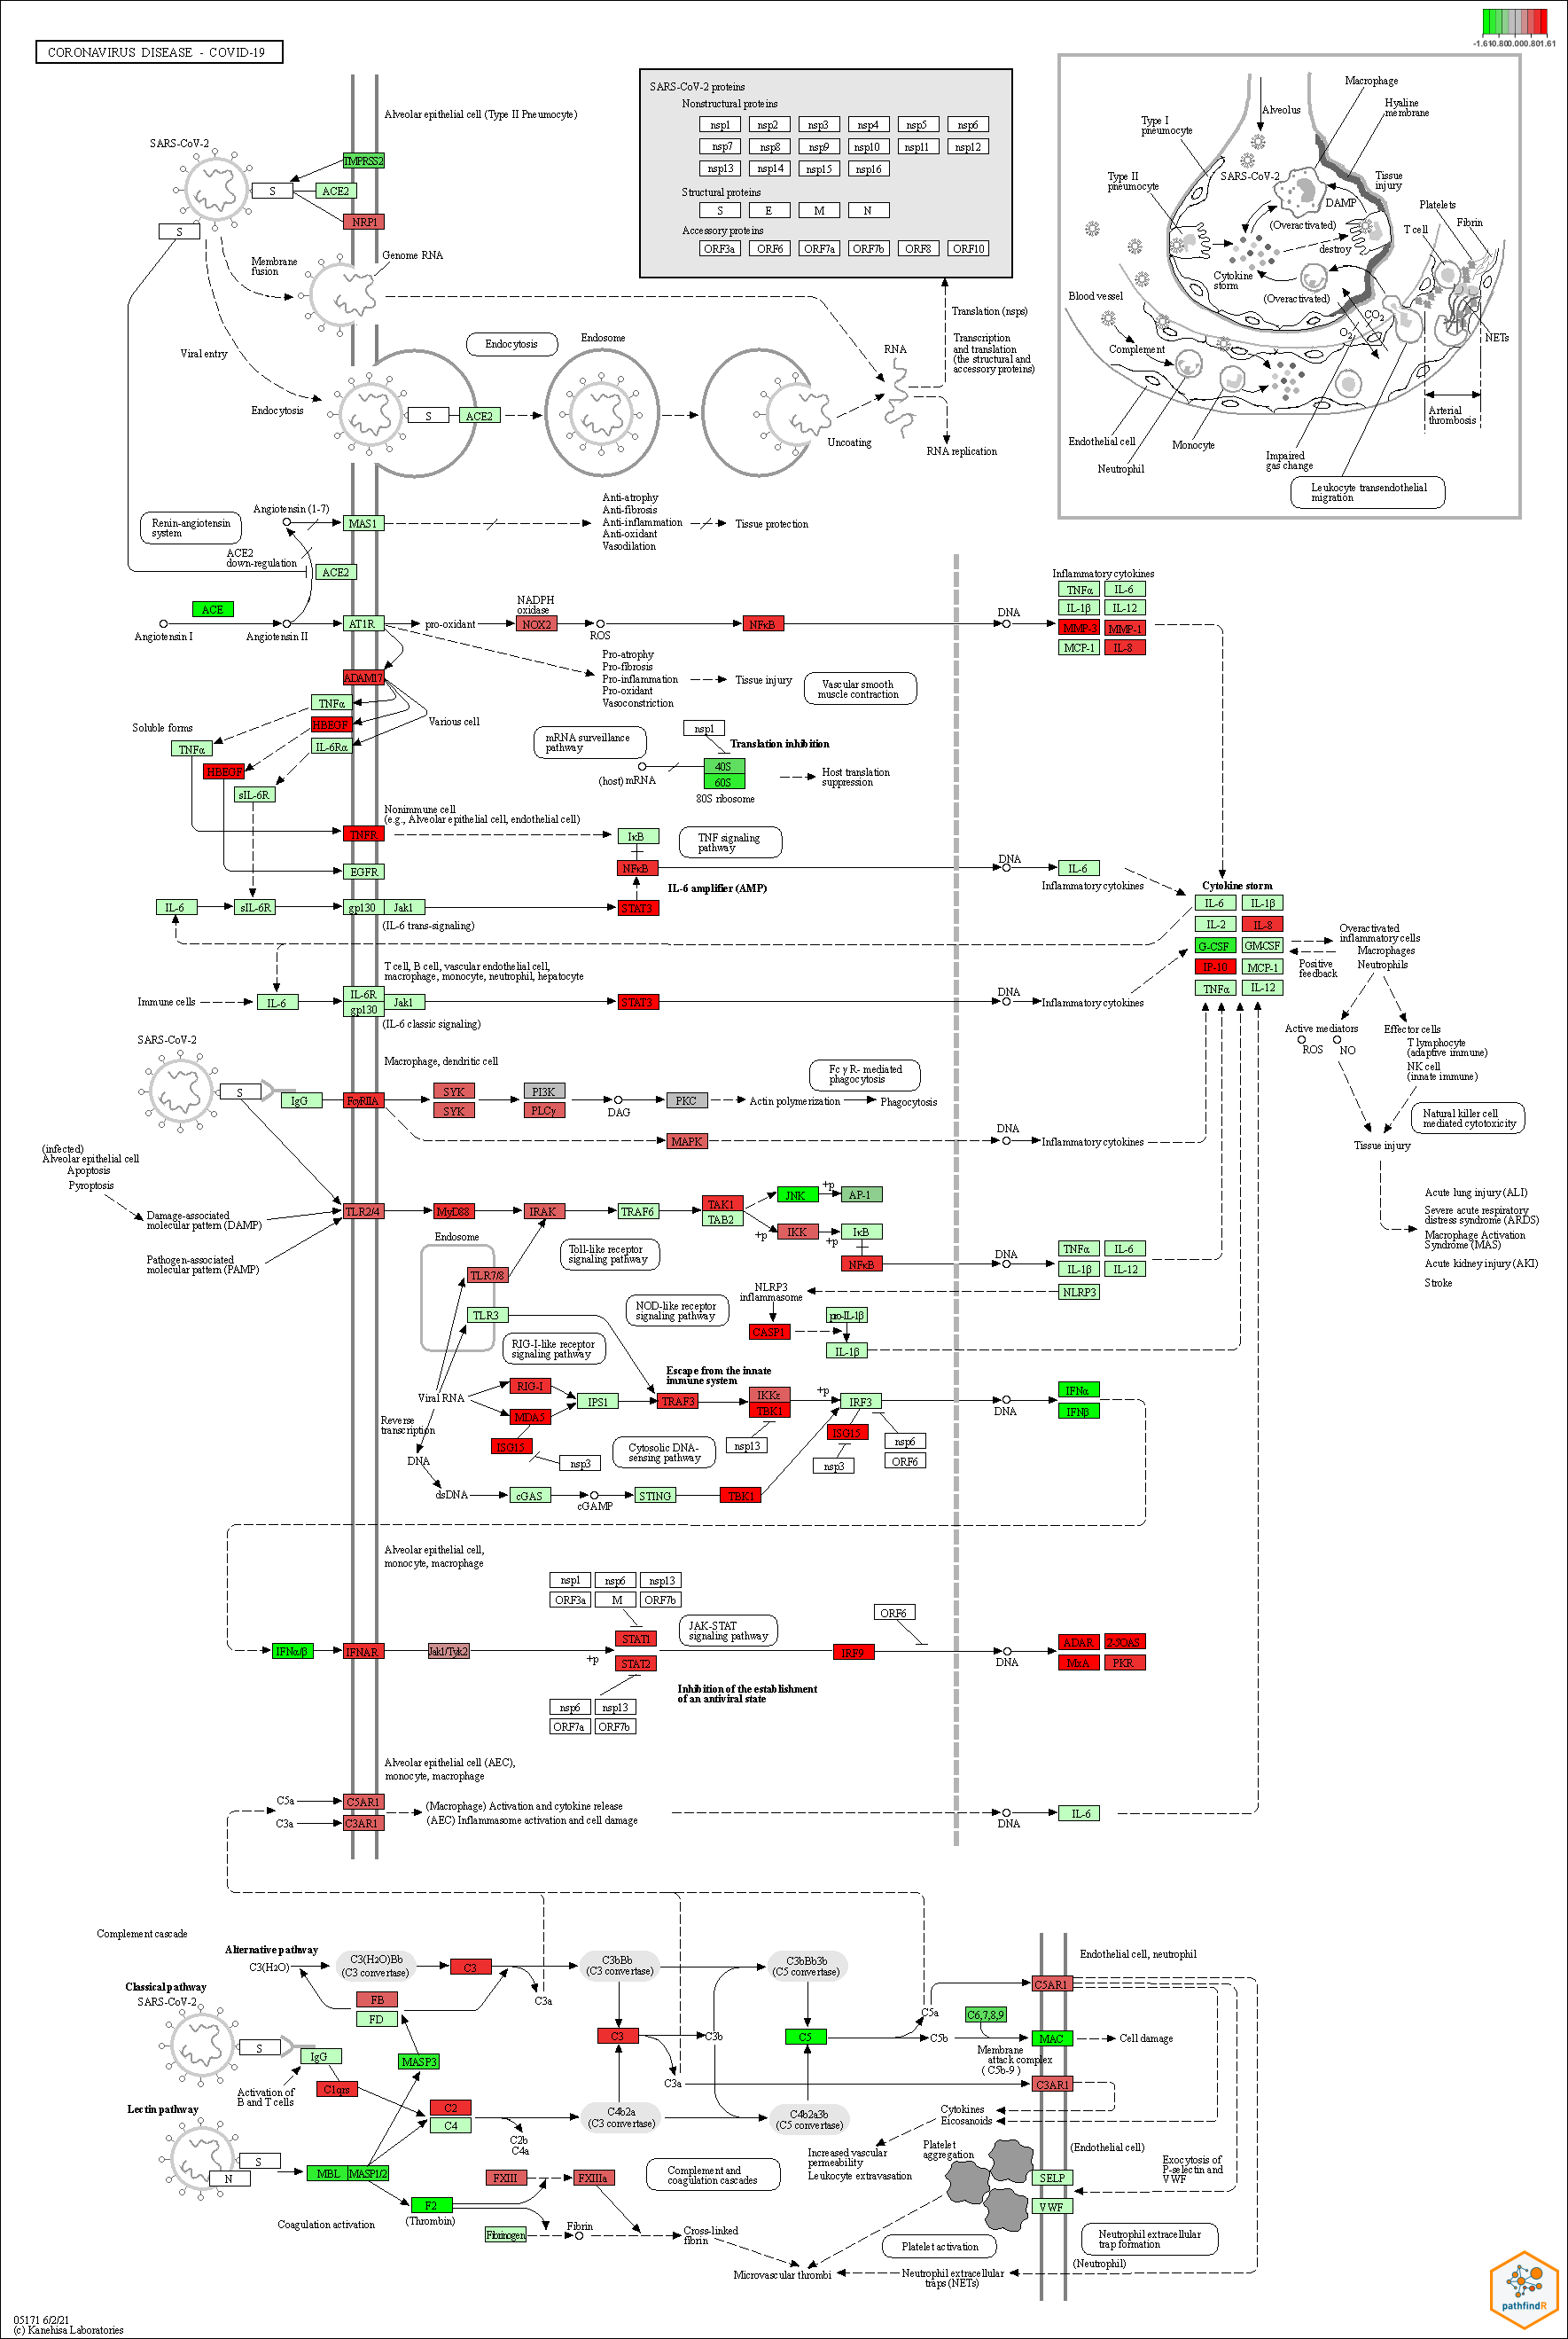 CORONAVIRUS DISEASE - COVID-19
-1.610.800.000.801.61
Alveolar epithelial cell (Type II Pneumocyte)
SARS-CoV-2
TMPRSS2
S
ACE2
NRP1
S
Membrane
fusion
Genome RNA
Viral entry
Endocytosis
S
ACE2
Endocytosis
Endosome
Uncoating
RNA
RNA replication
Translation (nsps)
Transcription
and translation
(the structural and
accessory proteins)
SARS-CoV-2 proteins
Nonstructural proteins
nsp1 nsp2 nsp3 nsp4 nsp5 nsp6
nsp7 nsp8 nsp9 nsp10 nsp11 nsp12
nsp13 nsp14 nsp15 nsp16
Structural proteins
S E M N
Accessory proteins
ORF3a ORF6 ORF7a ORF7b ORF8 ORF10
Macrophage
Alveolus
Hyaline
membrane
Type I
pneumocyte
Type II
pneumocyte
SARS-CoV-2
Tissue
injury
DAMP
Platelets
(Overactivated)
T cell
Fibrin
destroy
Cytokine
storm
(Overactivated)
Blood vessel
CO2
O2
NETs
Complement
Arterial
thrombosis
Endothelial cell
Monocyte
Neutrophil
Impaired
gas change
Leukocyte transendothelial
migration
Renin-angiotensin
system
Angiotensin (1-7)
MAS1
Anti-atrophy
Anti-fibrosis
Anti-inflammation
Anti-oxidant
Vasodilation
Tissue protection
ACE2
down-regulation
ACE2
ACE
Angiotensin I
Angiotensin II
AT1R
pro-oxidant
NADPH
oxidase
NOX2
ROS
NFκB
DNA
Inflammatory cytokines
TNFα IL-6
IL-1β IL-12
MMP-3 MMP-1
MCP-1 IL-8
Pro-atrophy
Pro-fibrosis
Pro-inflammation
Pro-oxidant
Vasoconstriction
Tissue injury
Vascular smooth
muscle contraction
ADAM17
TNFα
HBEGF
IL-6Rα
Various cell
Soluble forms
TNFα
HBEGF
sIL-6R
mRNA surveillance
pathway
nsp1
Translation inhibition
(host) mRNA
40S
60S
80S ribosome
Host translation
suppression
Nonimmune cell
(e.g., Alveolar epithelial cell, endothelial cell)
TNFR
IκB
TNF signaling
pathway
EGFR
NFκB
DNA
IL-6
Inflammatory cytokines
IL-6 amplifier (AMP)
IL-6
sIL-6R
gp130
Jak1
STAT3
(IL-6 trans-signaling)
Cytokine storm
IL-6 IL-1β
IL-2 IL-8
G-CSF GMCSF
IP-10 MCP-1
TNFα IL-12
Overactivated
inflammatory cells
Macrophages
Neutrophils
Positive
feedback
T cell, B cell, vascular endothelial cell,
macrophage, monocyte, neutrophil, hepatocyte
Immune cells
IL-6
IL-6R
gp130
Jak1
STAT3
DNA
Inflammatory cytokines
(IL-6 classic signaling)
Active mediators
ROS
NO
Effector cells
T lymphocyte
(adaptive immune)
NK cell
(innate immune)
Natural killer cell
mediated cytotoxicity
Tissue injury
Acute lung injury (ALI)
Severe acute respiratory
distress syndrome (ARDS)
Macrophage Activation
Syndrome (MAS)
Acute kidney injury (AKI)
Stroke
SARS-CoV-2
Macrophage, dendritic cell
S
IgG
FcγRIIA
SYK
SYK
PI3K
PLCγ
DAG
PKC
Actin polymerization
Phagocytosis
Fc γ R- mediated
phagocytosis
MAPK
DNA
Inflammatory cytokines
(infected)
Alveolar epithelial cell
Apoptosis
Pyroptosis
Damage-associated
molecular pattern (DAMP)
Pathogen-associated
molecular pattern (PAMP)
TLR2/4
MyD88
IRAK
TRAF6
TAK1
TAB2
JNK
+p
AP-1
IKK
+p
+p
IκB
NFκB
DNA
TNFα IL-6
IL-1β IL-12
NLRP3
Endosome
TLR7/8
TLR3
Toll-like receptor
signaling pathway
NOD-like receptor
signaling pathway
NLRP3
inflammasome
CASP1
pro-IL-1β
IL-1β
RIG-I-like receptor
signaling pathway
Escape from the innate
immune system
Viral RNA
RIG-I
MDA5
ISG15
nsp3
IPS1
TRAF3
IKKε
TBK1
nsp13
+p
IRF3
ISG15
nsp3
nsp6
ORF6
DNA
IFNα
IFNβ
Reverse
transcription
DNA
dsDNA
cGAS
cGAMP
STING
TBK1
Cytosolic DNA-
sensing pathway
Alveolar epithelial cell,
monocyte, macrophage
nsp1 nsp6 nsp13
ORF3a M ORF7b
JAK-STAT
signaling pathway
ORF6
IFNα/β
IFNAR
Jak1/Tyk2
+p
STAT1
STAT2
IRF9
DNA
ADAR 2-5OAS
MxA PKR
nsp6 nsp13
ORF7a ORF7b
Inhibition of the establishment
of an antiviral state
Alveolar epithelial cell (AEC),
monocyte, macrophage
C5a
C3a
C5AR1
C3AR1
(Macrophage) Activation and cytokine release
(AEC) Inflammasome activation and cell damage
DNA
IL-6
Complement cascade
Alternative pathway
C3(H2O)
C3(H2O)Bb
(C3 convertase)
C3
C3a
C3bBb
(C3 convertase)
C3bBb3b
(C5 convertase)
Endothelial cell, neutrophil
C5AR1
Classical pathway
SARS-CoV-2
FB
FD
S
IgG
MASP3
C3
C3b
C3a
C5
C5a
C5b
C6,7,8,9
MAC
Cell damage
Membrane
attack complex
( C5b-9 )
C3AR1
Activation of
B and T cells
C1qrs
Lectin pathway
C2
C4
C2b
C4a
C4b2a
(C3 convertase)
C4b2a3b
(C5 convertase)
Cytokines
Eicosanoids
Increased vascular
permeability
Leukocyte extravasation
Platelet
aggregation
(Endothelial cell)
Exocytosis of
P-selectin and
VWF
SELP
VWF
S
N
MBL MASP1/2
F2
(Thrombin)
Coagulation activation
FXIII
FXIIIa
Complement and
coagulation cascades
Fibrinogen
Fibrin
Cross-linked
fibrin
Microvascular thrombi
Platelet activation
Neutrophil extracellular
trap formation
(Neutrophil)
Neutrophil extracellular
traps (NETs)
pathfindR
05171 6/2/21
(c) Kanehisa Laboratories